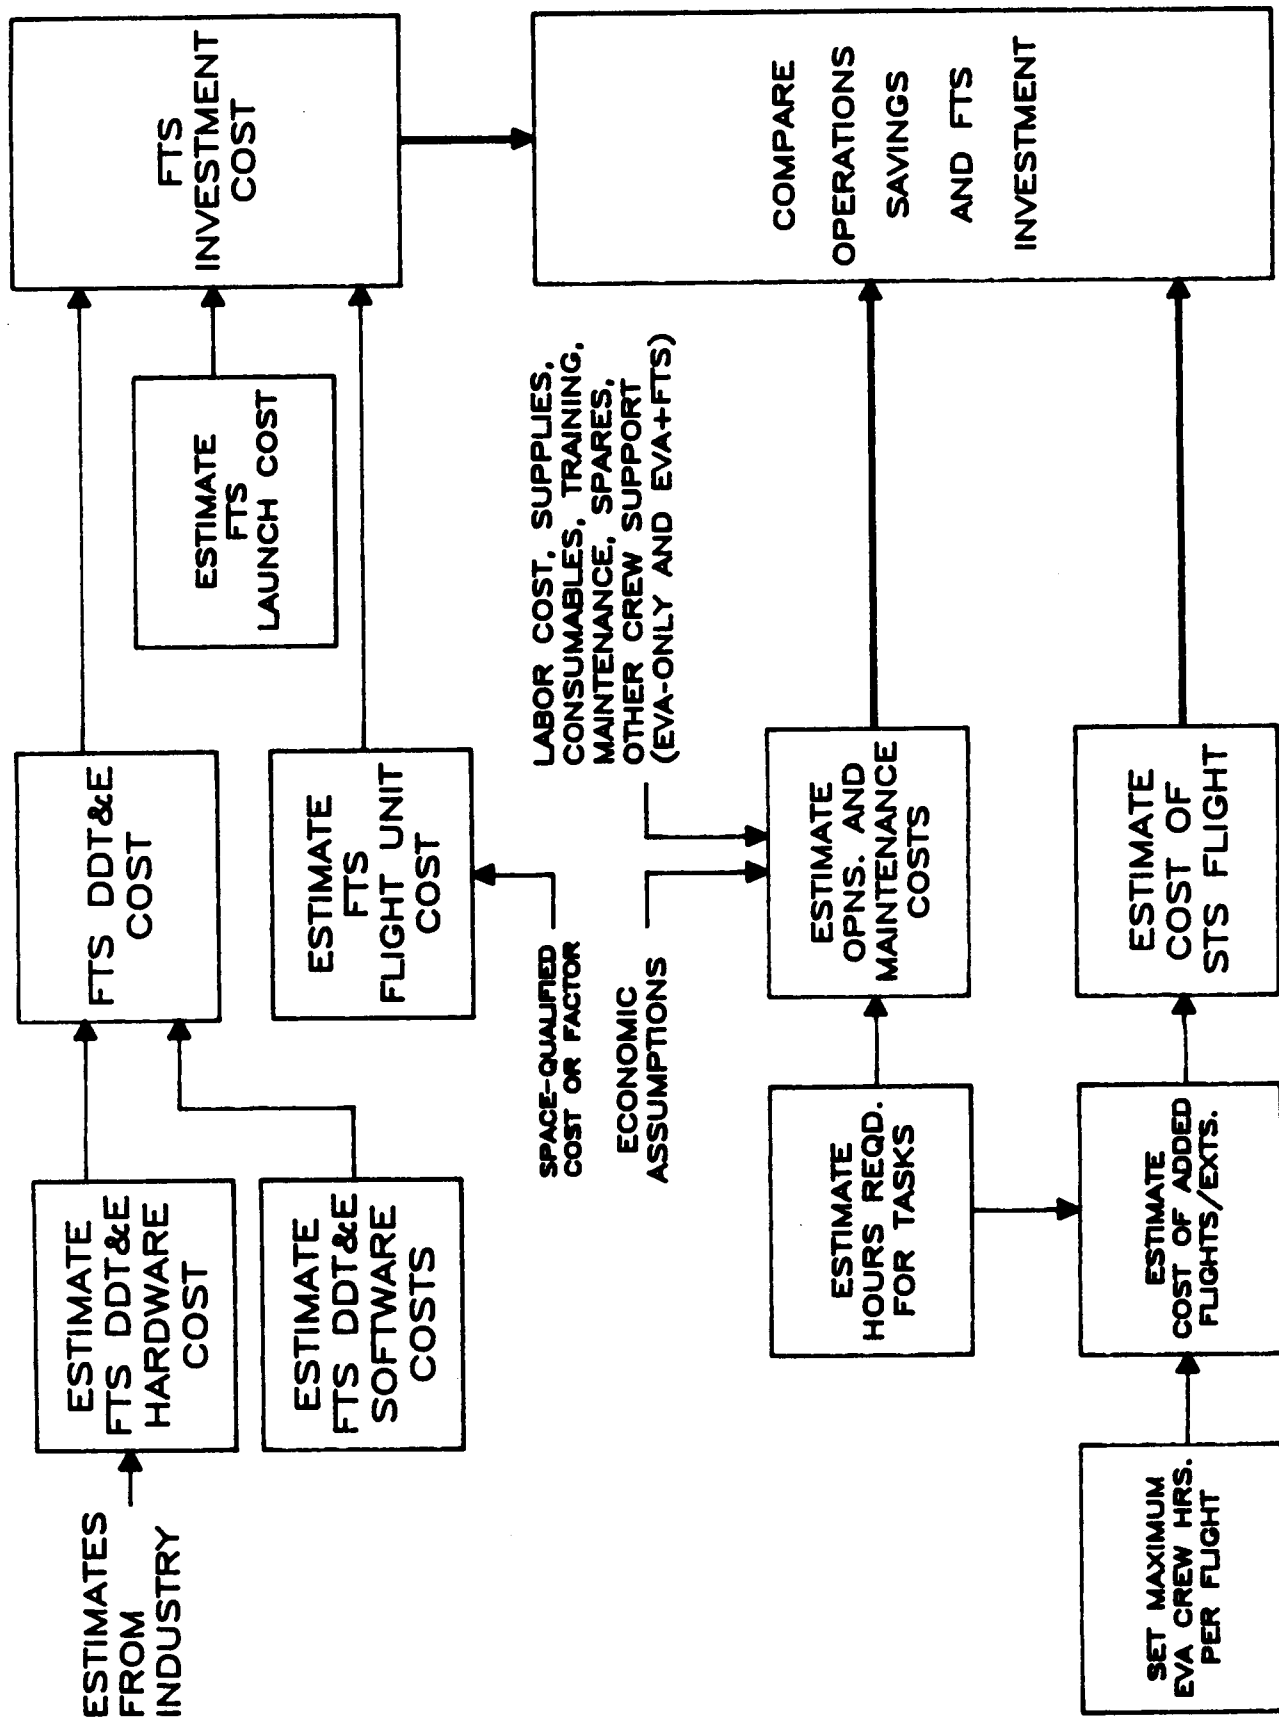 ESTIMATES
FROM
INDUSTRY
ESTIMATE
FTS DDT&E
HARDWARE
COST
ESTIMATE
FTS DDT&E
SOFTWARE
COSTS
FTS DDT&E
COST
ESTIMATE
FTS
FLIGHT UNIT
COST
ESTIMATE
FTS
LAUNCH COST
FTS
INVESTMENT
COST
SPACE-QUALIFIED
COST OR FACTOR
ECONOMIC
ASSUMPTIONS
LABOR COST, SUPPLIES,
CONSUMABLES, TRAINING,
MAINTENANCE, SPARES,
OTHER CREW SUPPORT
(EVA-ONLY AND EVA+FTS)
ESTIMATE
HOURS REQD.
FOR TASKS
ESTIMATE
OPNS. AND
MAINTENANCE
COSTS
SET MAXIMUM
EVA CREW HRS.
PER FLIGHT
ESTIMATE
COST OF ADDED
FLIGHTS/EXTS.
ESTIMATE
COST OF
STS FLIGHT
COMPARE
OPERATIONS
SAVINGS
AND FTS
INVESTMENT